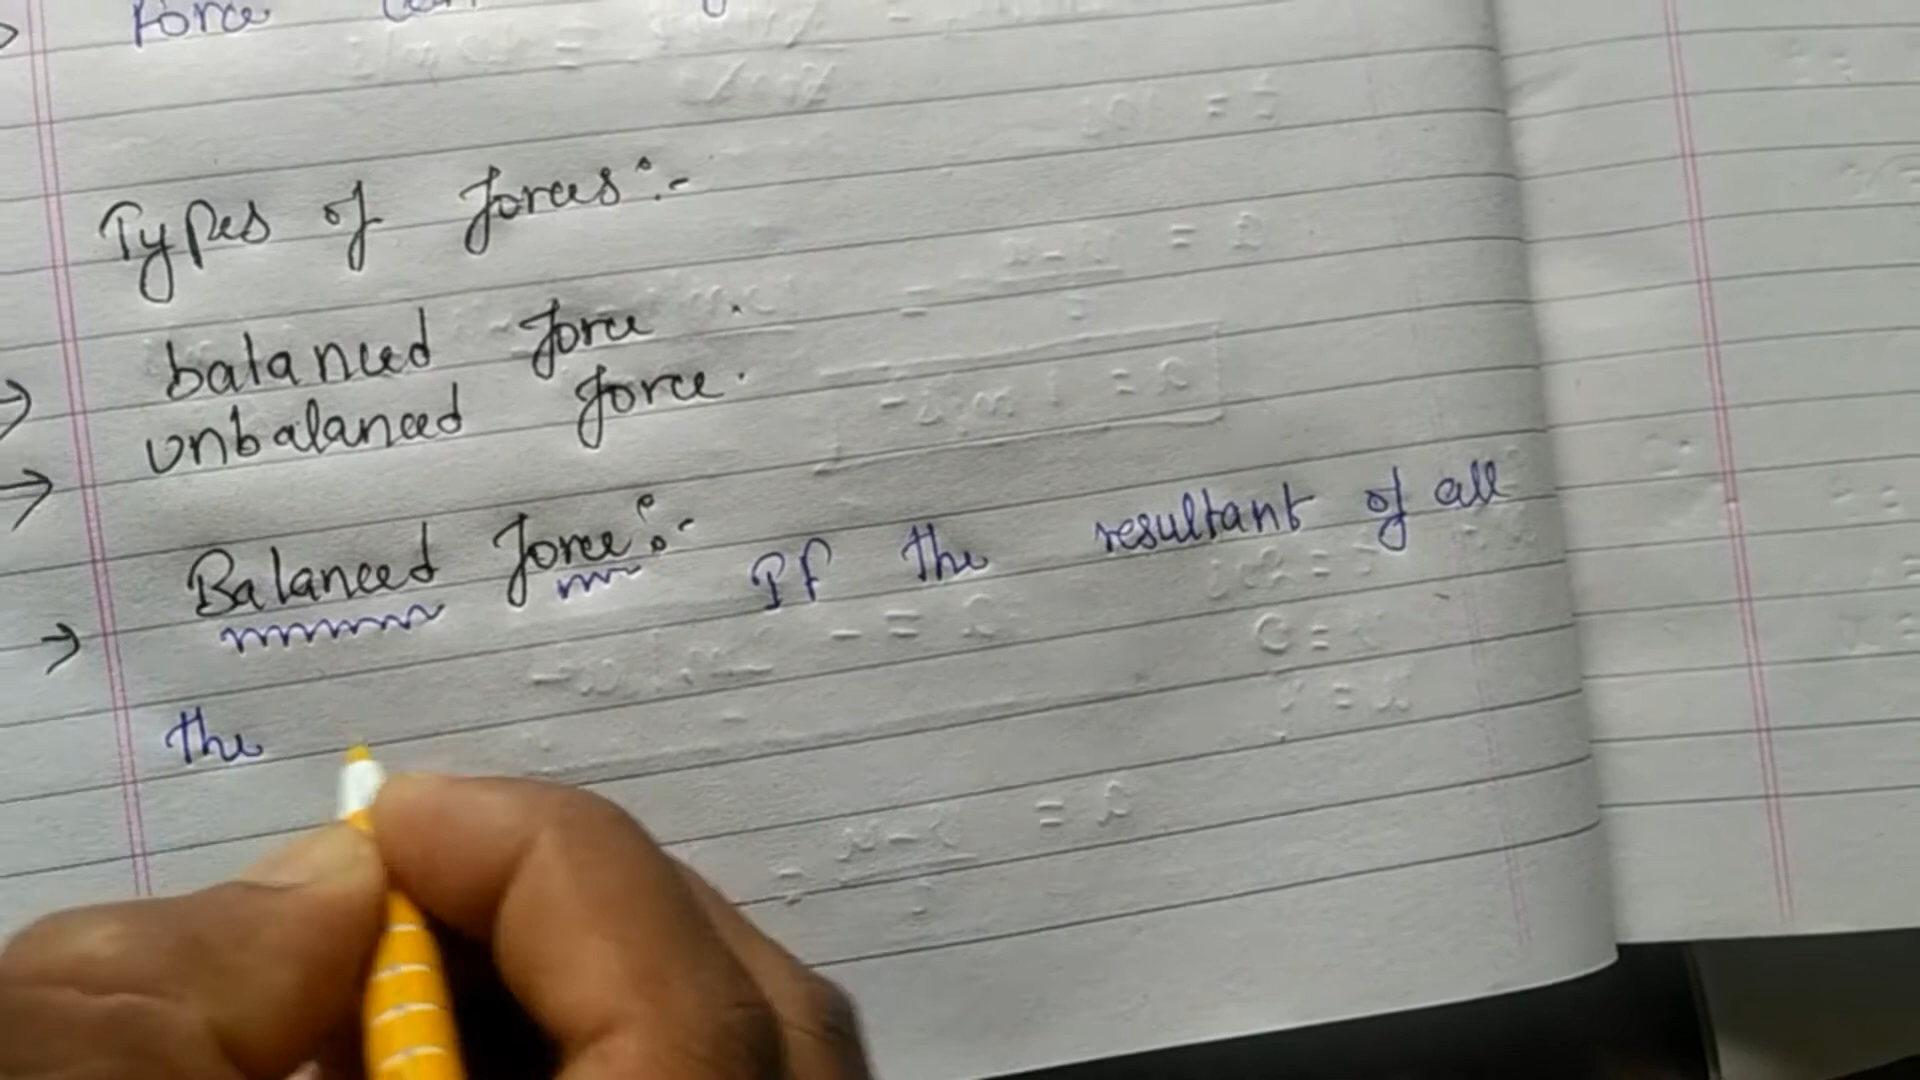 Force
Types of forces:-
→ balanced force
→ unbalanced force.
→ Balanced force:- If the resultant of all
the